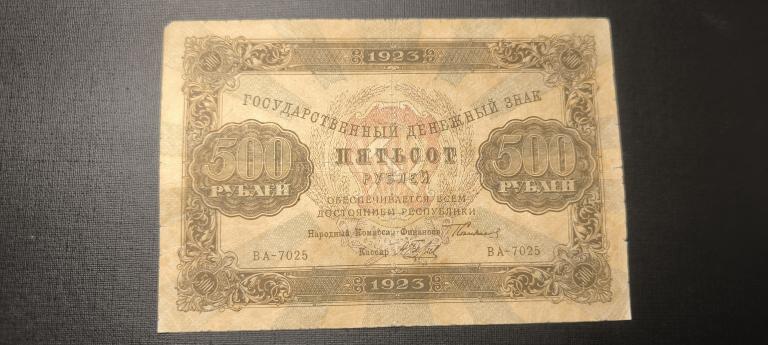 1923
ГОСУДАРСТВЕННЫЙ ДЕНЕЖНЫЙ ЗНАК
500 РУБЛЕЙ
ПЯТЬСОТ
РУБЛЕЙ
500 РУБЛЕЙ
ОБЕСПЕЧИВАЕТСЯ ВСЕМ
ДОСТОЯНИЕМ РЕСПУБЛИКИ
Народный Комиссар Финансов
Кассир
ВА-7025
ВА-7025
1923